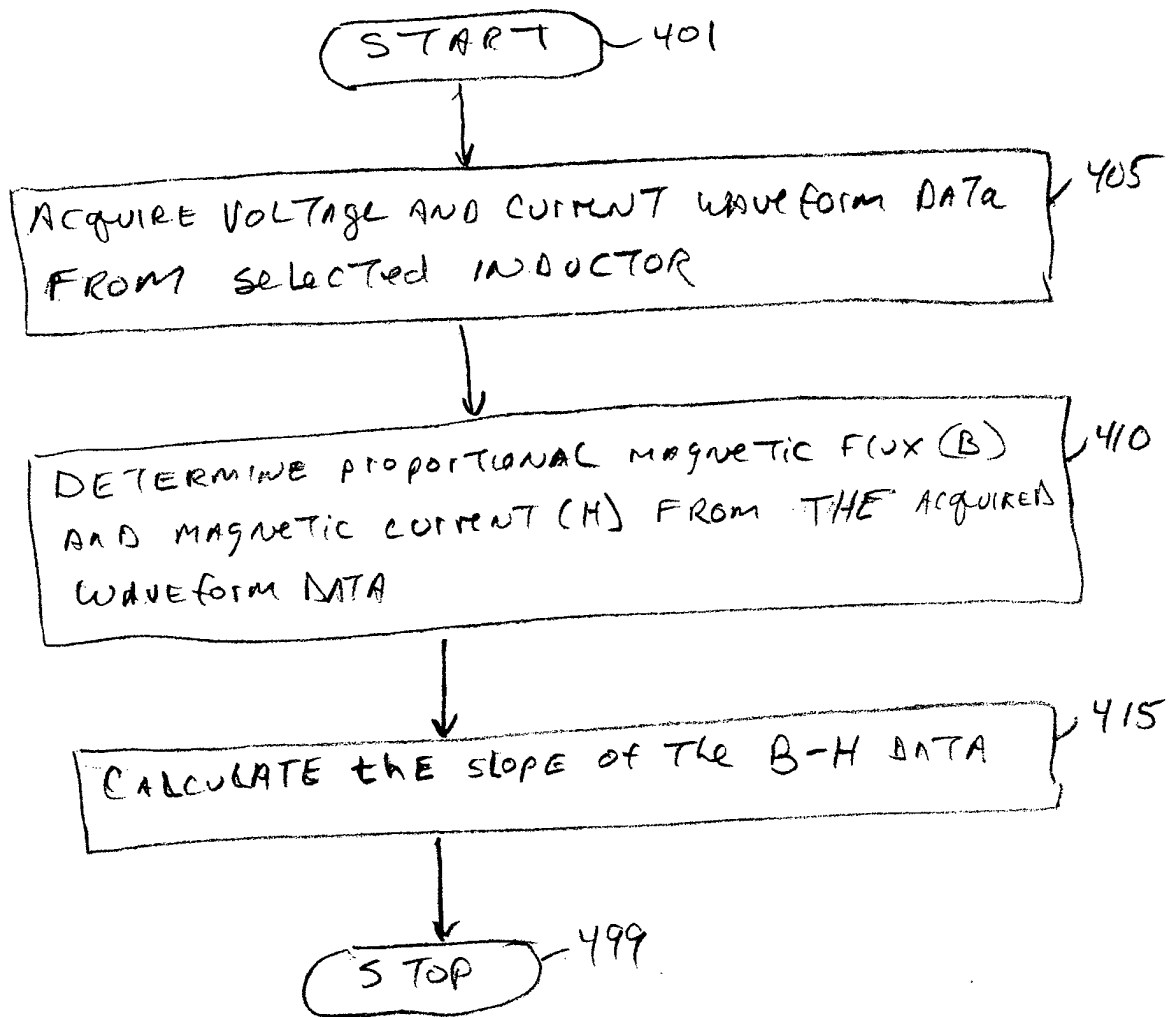 START
401
ACQUIRE VOLTAGE AND CURRENT WAVEFORM DATA
405
FROM SELECTED INDUCTOR
DETERMINE PROPORTIONAL MAGNETIC FLUX (B)
410
AND MAGNETIC CURRENT (H) FROM THE ACQUIRED
WAVEFORM DATA
CALCULATE THE SLOPE OF THE B-H DATA
415
STOP
499